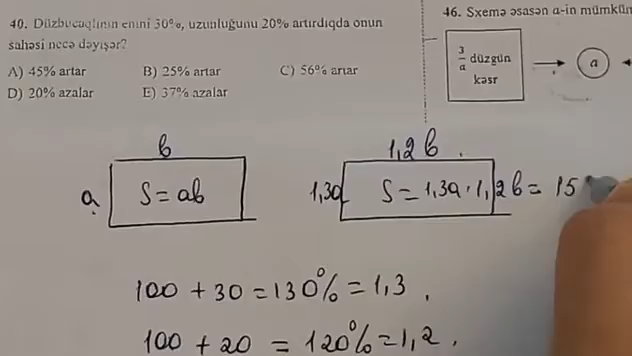 40. Düzbucaqlının enini 30%, uzunluğunu 20% artırdıqda onun
sahəsi necə dəyişər?
A) 45% artar B) 25% artar C) 56% artar
D) 20% azalar E) 37% azalar
46. Sxemə əsasən a-in mümkün
3/a düzgün
kəsr
a
b
a
S = ab
1,2b
1,3a
S = 1,3a · 1,2b = 15
100 + 30 = 130% = 1,3
100 + 20 = 120% = 1,2